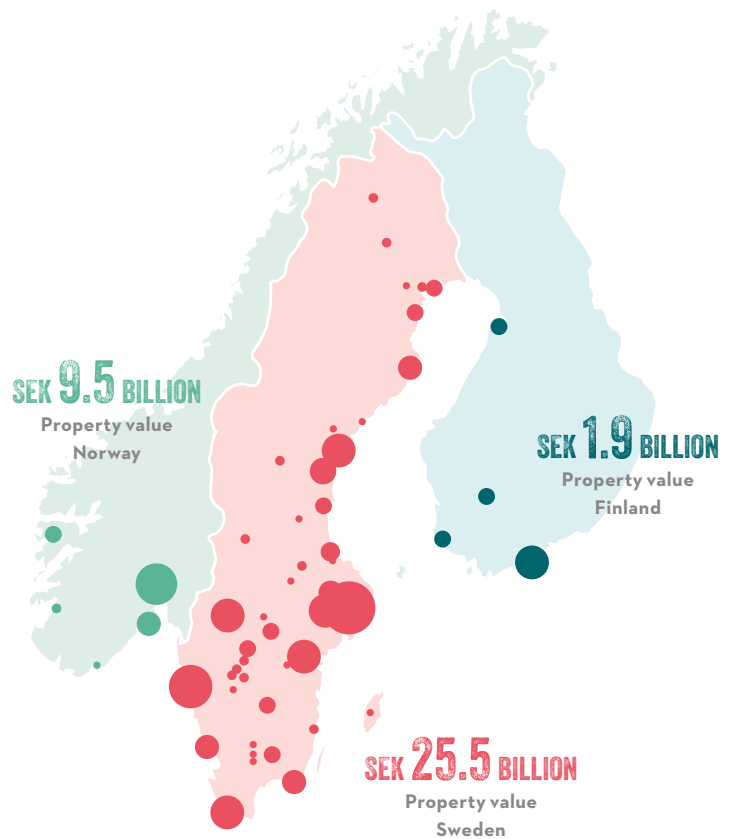 SEK 9.5 BILLION
Property value
Norway
SEK 1.9 BILLION
Property value
Finland
SEK 25.5 BILLION
Property value
Sweden